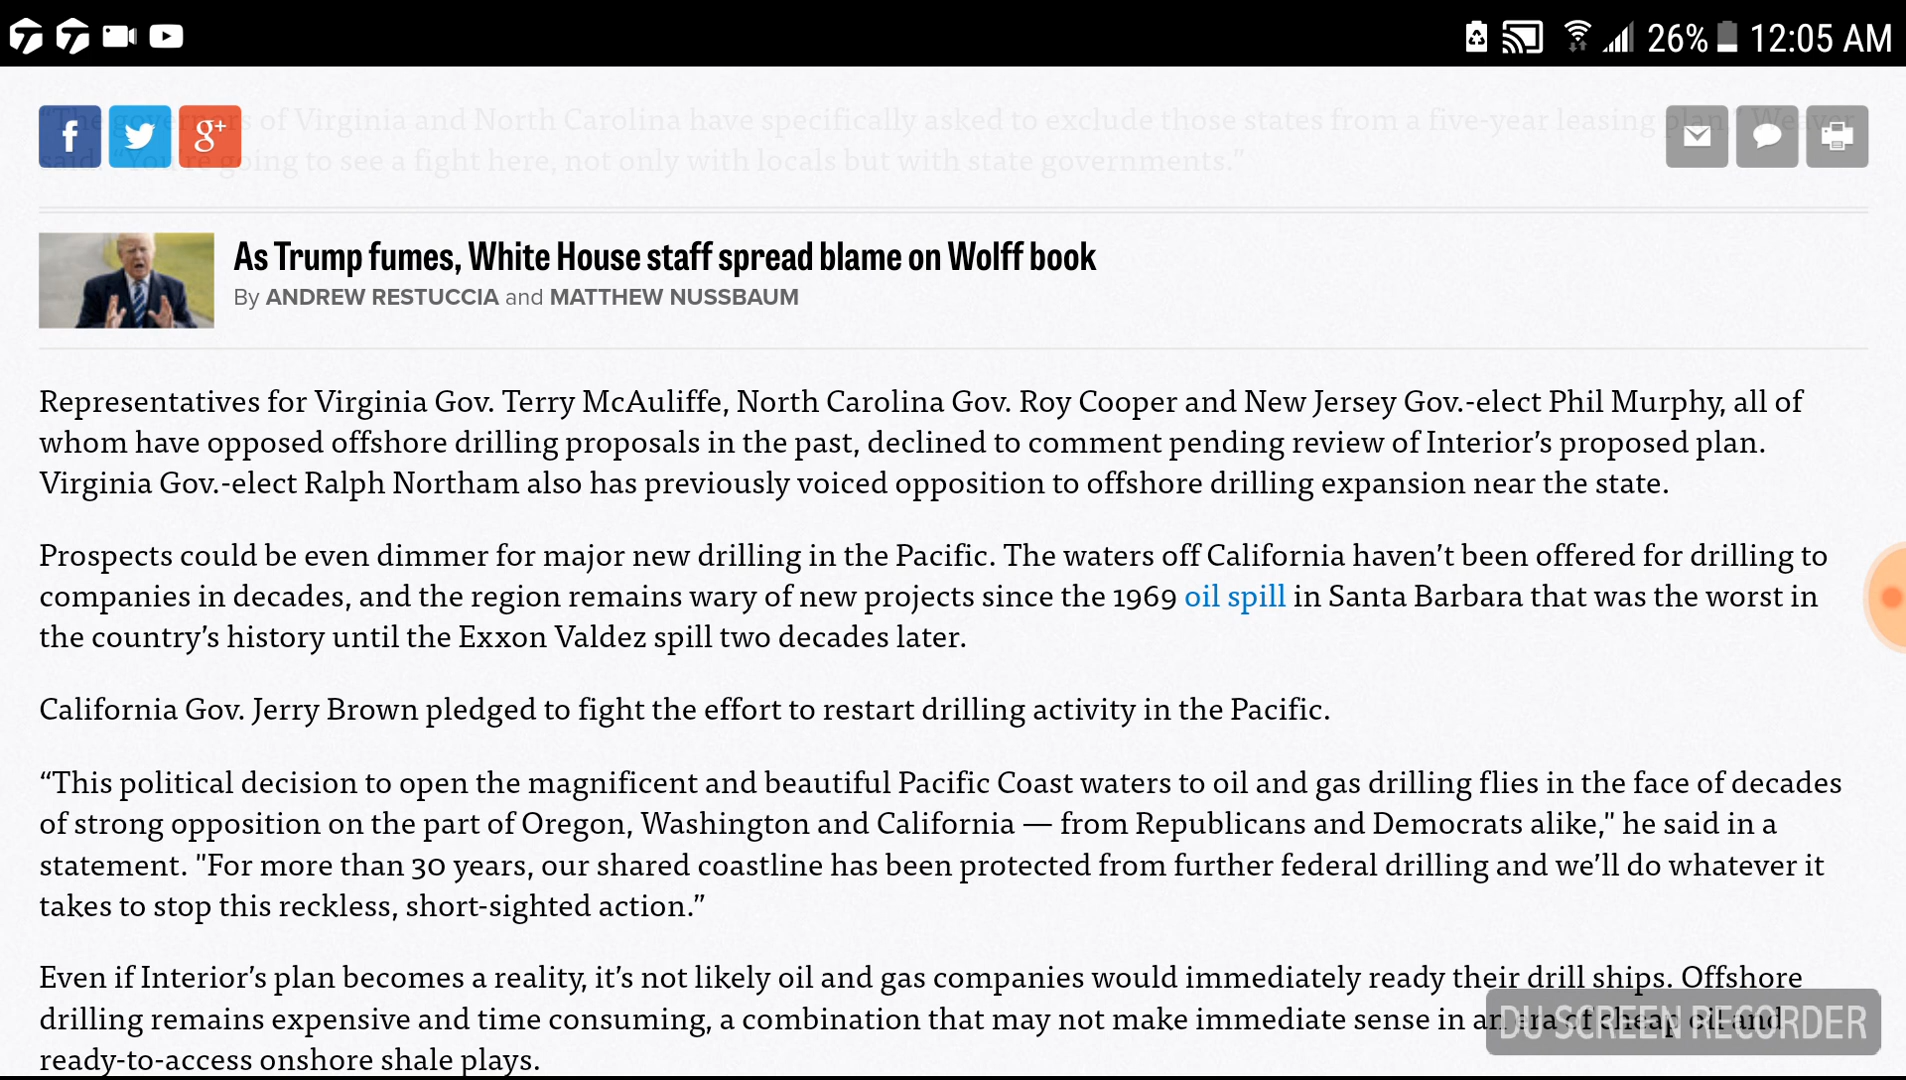 26% 12:05 AM
“The governors of Virginia and North Carolina have specifically asked to exclude those states from a five-year leasing plan,” Weaver
said. “You’re going to see a fight here, not only with locals but with state governments.”
f g+
As Trump fumes, White House staff spread blame on Wolff book
By ANDREW RESTUCCIA and MATTHEW NUSSBAUM
Representatives for Virginia Gov. Terry McAuliffe, North Carolina Gov. Roy Cooper and New Jersey Gov.-elect Phil Murphy, all of
whom have opposed offshore drilling proposals in the past, declined to comment pending review of Interior’s proposed plan.
Virginia Gov.-elect Ralph Northam also has previously voiced opposition to offshore drilling expansion near the state.
Prospects could be even dimmer for major new drilling in the Pacific. The waters off California haven’t been offered for drilling to
companies in decades, and the region remains wary of new projects since the 1969 oil spill in Santa Barbara that was the worst in
the country’s history until the Exxon Valdez spill two decades later.
California Gov. Jerry Brown pledged to fight the effort to restart drilling activity in the Pacific.
“This political decision to open the magnificent and beautiful Pacific Coast waters to oil and gas drilling flies in the face of decades
of strong opposition on the part of Oregon, Washington and California — from Republicans and Democrats alike," he said in a
statement. "For more than 30 years, our shared coastline has been protected from further federal drilling and we’ll do whatever it
takes to stop this reckless, short-sighted action.”
Even if Interior’s plan becomes a reality, it’s not likely oil and gas companies would immediately ready their drill ships. Offshore
drilling remains expensive and time consuming, a combination that may not make immediate sense in an era of cheap oil and
DU SCREEN RECORDER
ready-to-access onshore shale plays.